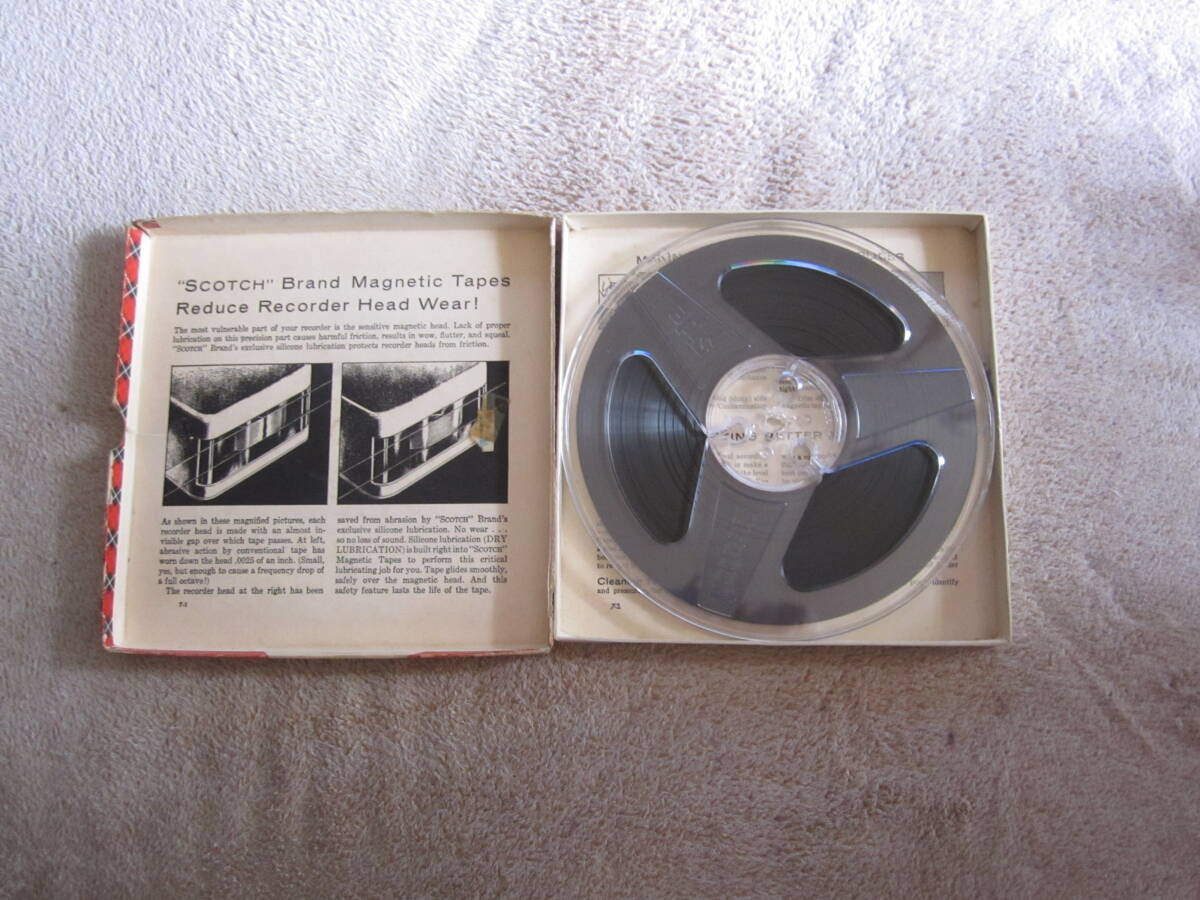 "SCOTCH" Brand Magnetic Tapes
Reduce Recorder Head Wear!
The most vulnerable part of your recorder is the sensitive magnetic head. Lack of proper
lubrication on this precision part causes harmful friction, results in wow, flutter, and squeal.
"SCOTCH" Brand's exclusive silicone lubrication protects recorder heads from friction.
As shown in these magnified pictures, each
recorder head is made with an almost in-
visible gap over which tape passes. At left,
abrasive action by conventional tape has
worn down the head .0025 of an inch. (Small,
yes, but enough to cause a frequency drop of
a full octave!)
The recorder head at the right has been
saved from abrasion by "SCOTCH" Brand's
exclusive silicone lubrication. No wear . . .
so no loss of sound. Silicone lubrication (DRY
LUBRICATION) is built right into "SCOTCH"
Magnetic Tapes to perform this critical
lubricating job for you. Tape glides smoothly,
safely over the magnetic head. And this
safety feature lasts the life of the tape.
7-1
BETTER
identify
and
7-1